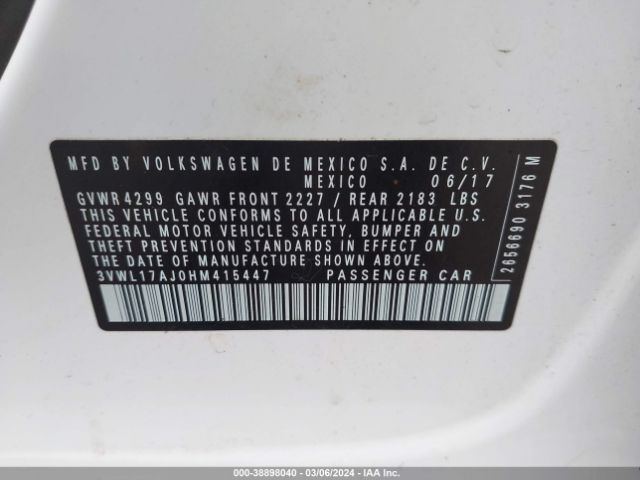 MFD BY VOLKSWAGEN DE MEXICO S.A. DE C.V.
MEXICO 06/17
GVWR 4299 GAWR FRONT 2227 / REAR 2183 LBS
THIS VEHICLE CONFORMS TO ALL APPLICABLE U.S.
FEDERAL MOTOR VEHICLE SAFETY, BUMPER AND
THEFT PREVENTION STANDARDS IN EFFECT ON
THE DATE OF MANUFACTURE SHOWN ABOVE.
3VWL17AJ0HM415447 PASSENGER CAR
2656690 3176 M
000-38898040 / 03/06/2024 - IAAI.COM